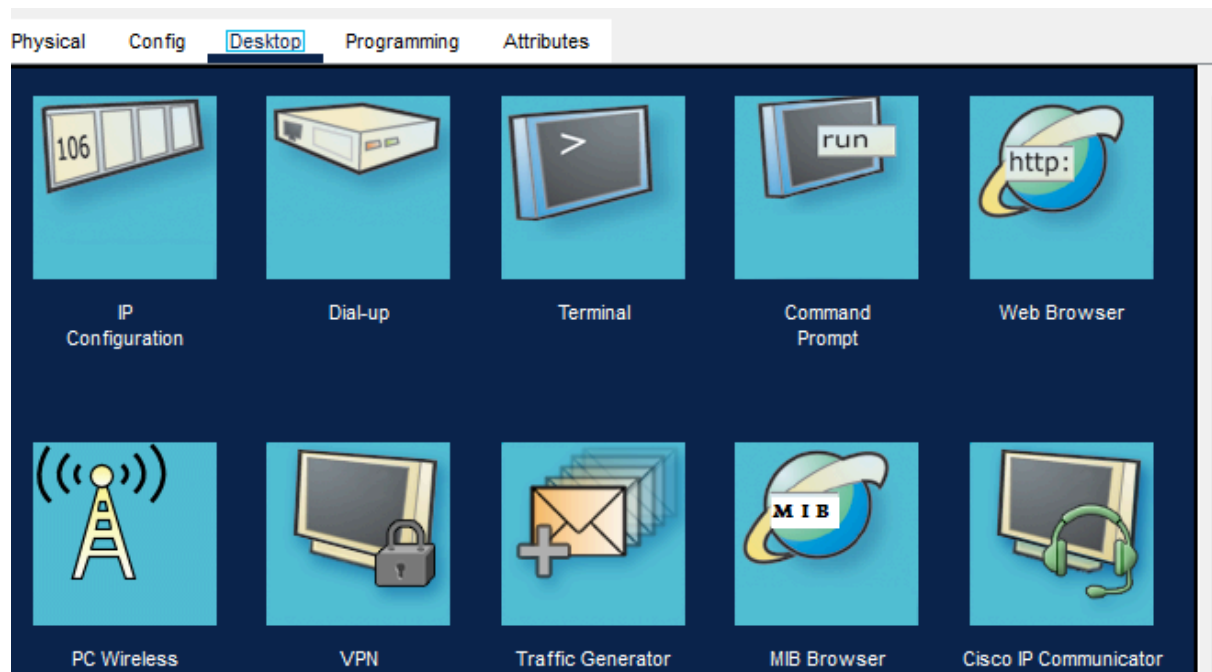 Physical Config Desktop Programming Attributes
106
>
run
http:
IP
Configuration
Dial-up
Terminal
Command
Prompt
Web Browser
MIB
PC Wireless
VPN
Traffic Generator
MIB Browser
Cisco IP Communicator